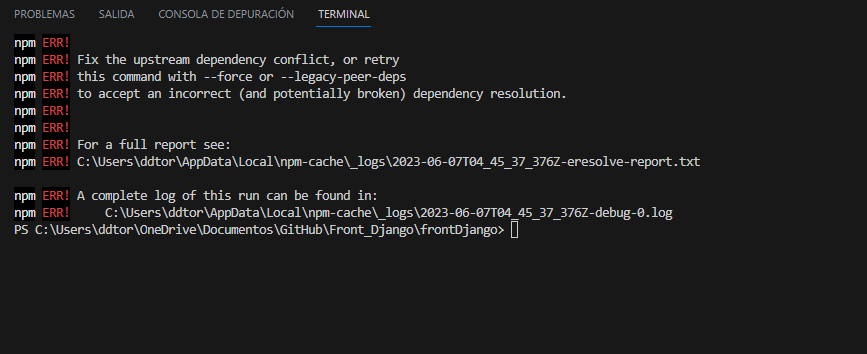 PROBLEMAS SALIDA CONSOLA DE DEPURACIÓN TERMINAL
npm ERR!
npm ERR! Fix the upstream dependency conflict, or retry
npm ERR! this command with --force or --legacy-peer-deps
npm ERR! to accept an incorrect (and potentially broken) dependency resolution.
npm ERR!
npm ERR!
npm ERR! For a full report see:
npm ERR! C:\Users\ddtor\AppData\Local\npm-cache\_logs\2023-06-07T04_45_37_376Z-eresolve-report.txt
npm ERR! A complete log of this run can be found in:
npm ERR!     C:\Users\ddtor\AppData\Local\npm-cache\_logs\2023-06-07T04_45_37_376Z-debug-0.log
PS C:\Users\ddtor\OneDrive\Documentos\GitHub\Front_Django\frontDjango>